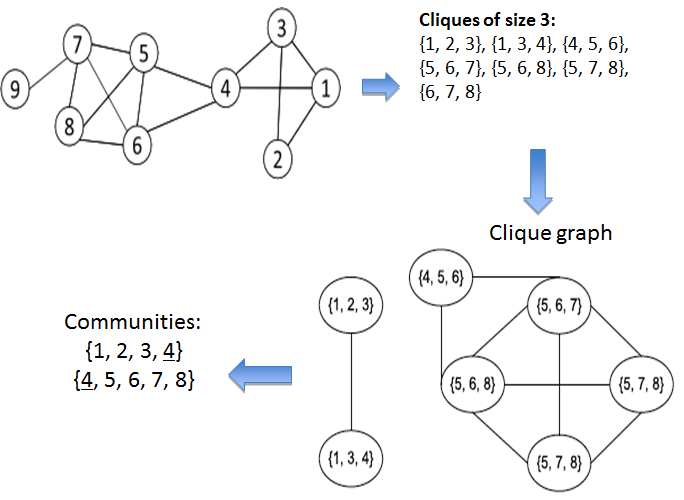 7
5
3
9
4
1
8
6
2
Cliques of size 3:
{1, 2, 3}, {1, 3, 4}, {4, 5, 6},
{5, 6, 7}, {5, 6, 8}, {5, 7, 8},
{6, 7, 8}
Clique graph
{4, 5, 6}
{1, 2, 3}
{5, 6, 7}
{5, 6, 8}
{5, 7, 8}
{1, 3, 4}
{5, 7, 8}
Communities:
{1, 2, 3, 4}
{4, 5, 6, 7, 8}